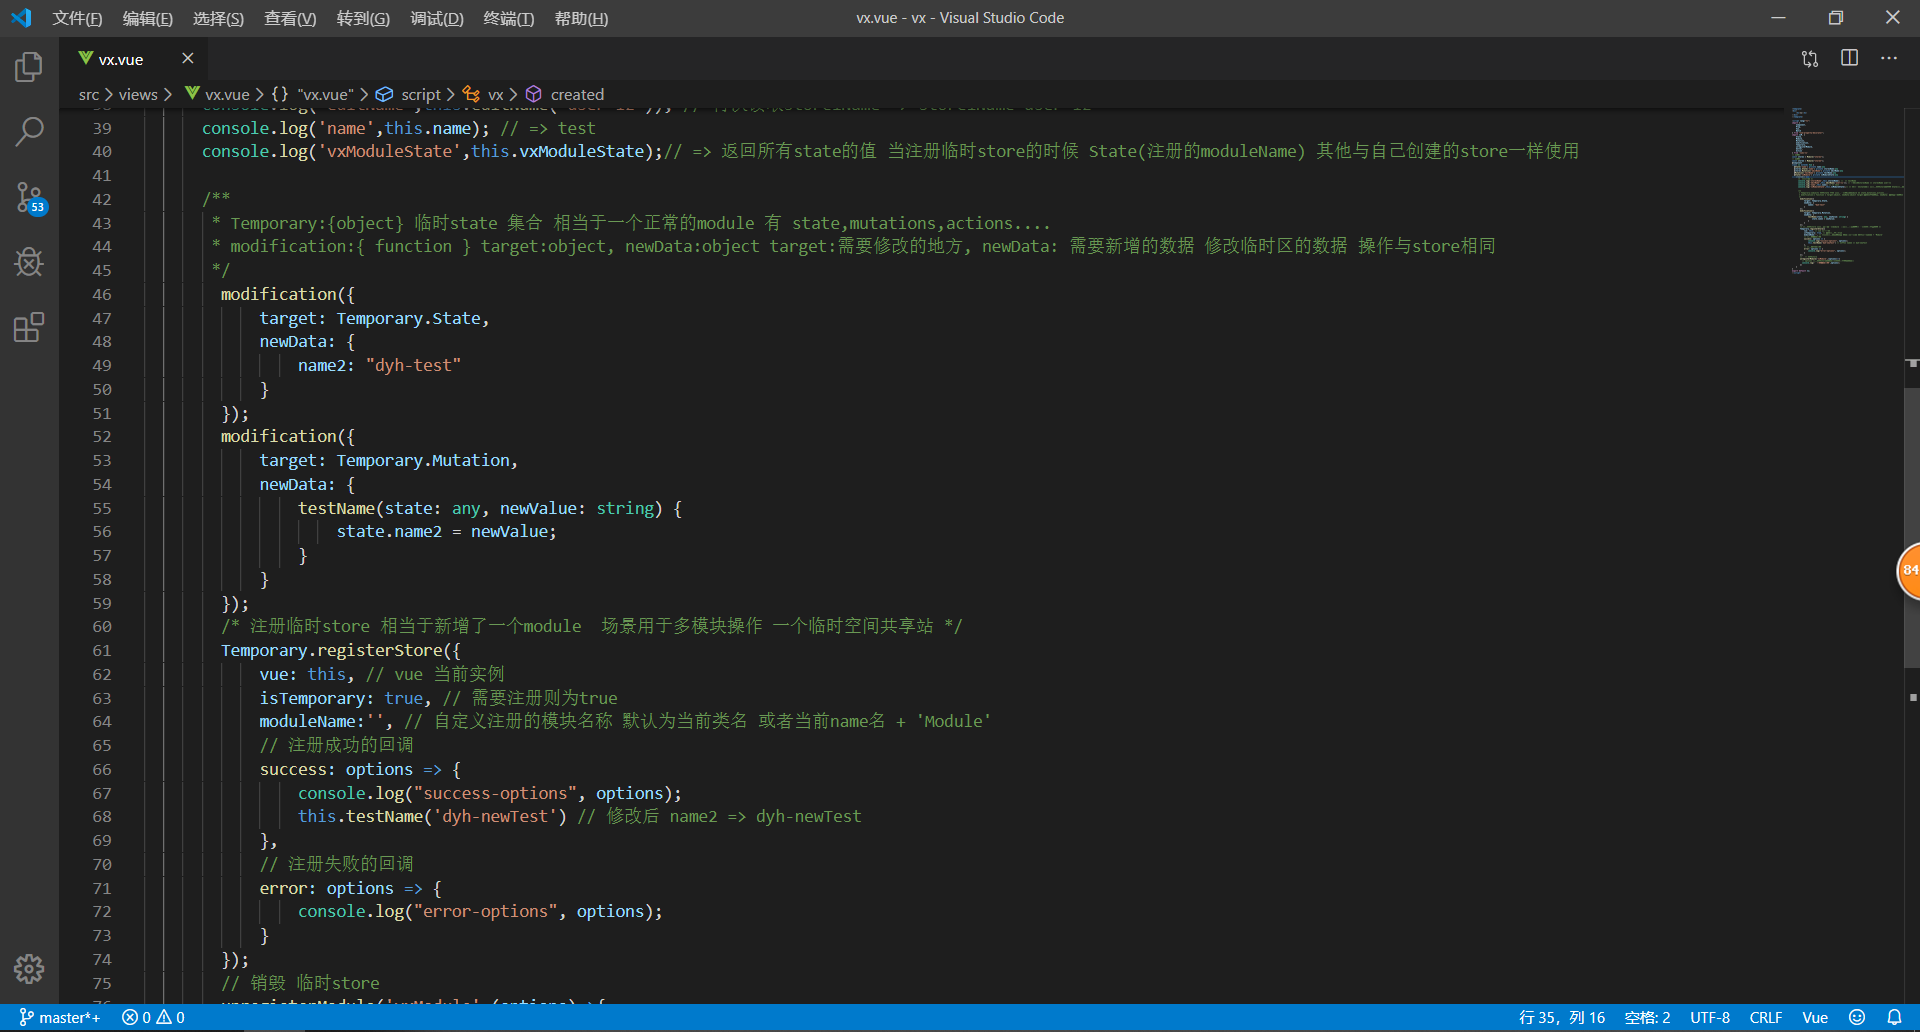 文件(F) 编辑(E) 选择(S) 查看(V) 转到(G) 调试(D) 终端(T) 帮助(H) vx.vue - vx - Visual Studio Code
vx.vue
src > views > vx.vue > {} "vx.vue" > script > vx > created
39 console.log('name',this.name); // => test
40 console.log('vxModuleState',this.vxModuleState);// => 返回所有state的值 当注册临时store的时候 State(注册的moduleName) 其他与自己创建的store一样使用
41
42 /**
43 * Temporary:{object} 临时state 集合 相当于一个正常的module 有 state,mutations,actions....
44 * modification:{ function } target:object, newData:object target:需要修改的地方, newData: 需要新增的数据 修改临时区的数据 操作与store相同
45 */
46 modification({
47 target: Temporary.State,
48 newData: {
49 name2: "dyh-test"
50 }
51 });
52 modification({
53 target: Temporary.Mutation,
54 newData: {
55 testName(state: any, newValue: string) {
56 state.name2 = newValue;
57 }
58 }
59 });
60 /* 注册临时store 相当于新增了一个module  场景用于多模块操作 一个临时空间共享站 */
61 Temporary.registerStore({
62 vue: this, // vue 当前实例
63 isTemporary: true, // 需要注册则为true
64 moduleName:'', // 自定义注册的模块名称 默认为当前类名 或者当前name名 + 'Module'
65 // 注册成功的回调
66 success: options => {
67 console.log("success-options", options);
68 this.testName('dyh-newTest') // 修改后 name2 => dyh-newTest
69 },
70 // 注册失败的回调
71 error: options => {
72 console.log("error-options", options);
73 }
74 });
75 // 销毁 临时store
53
84
master*+ 0 0 行 35，列 16 空格: 2 UTF-8 CRLF Vue